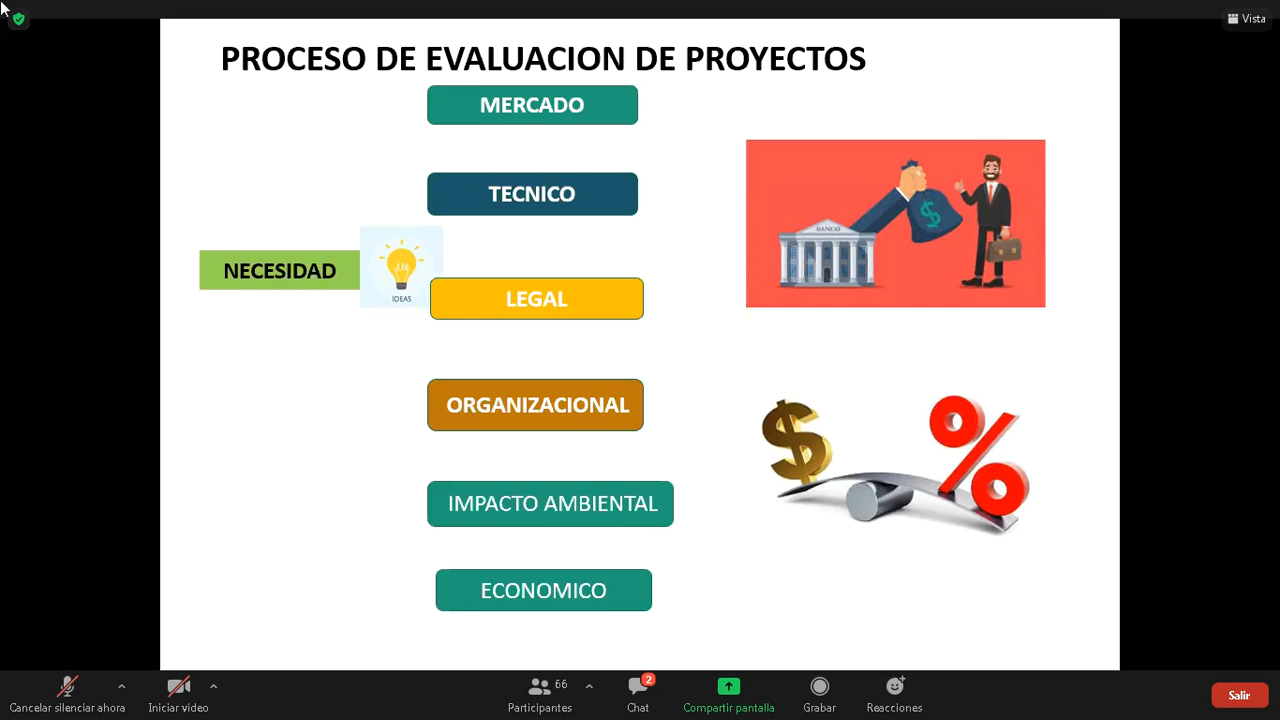 Vista
PROCESO DE EVALUACION DE PROYECTOS
MERCADO
TECNICO
NECESIDAD
IDEAS
LEGAL
BANCO
$
ORGANIZACIONAL
$ %
IMPACTO AMBIENTAL
ECONOMICO
Cancelar silenciar ahora
Iniciar video
66
Participantes
2
Chat
Compartir pantalla
Grabar
Reacciones
Salir